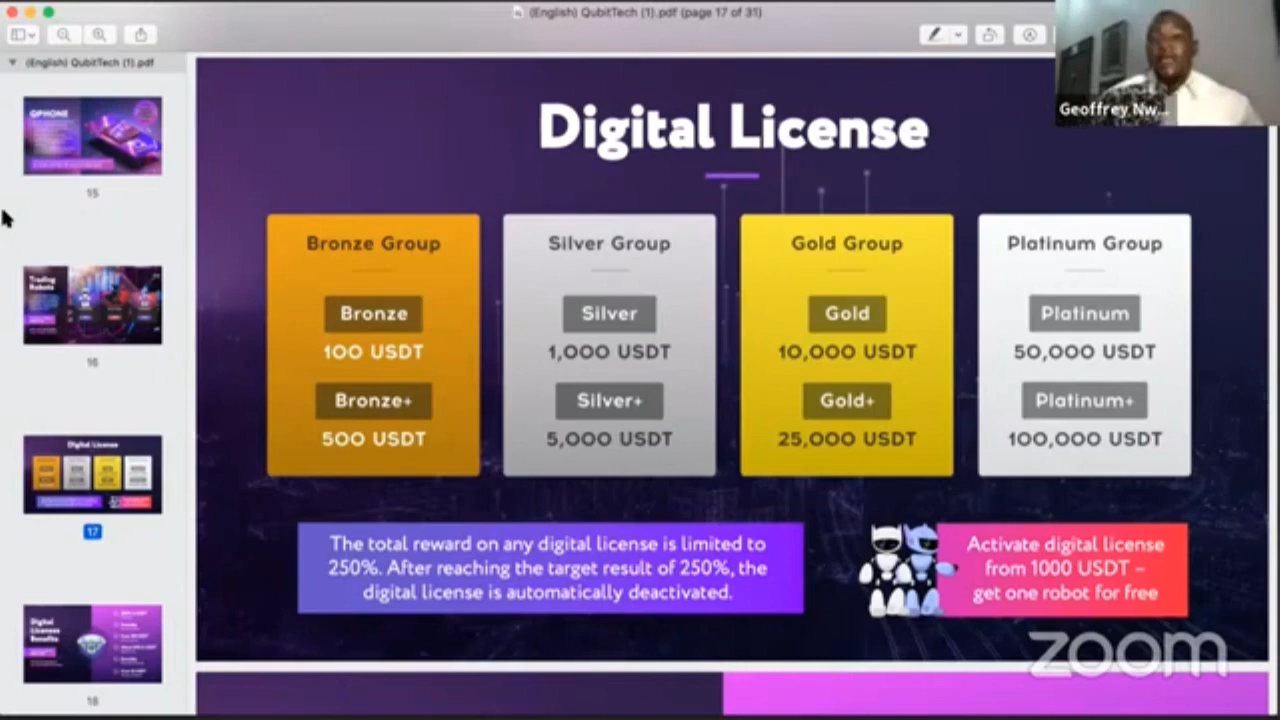 (English) QubitTech (1).pdf (page 17 of 31)
(English) QubitTech (1).pdf
QPHONE
15
Trading
Robots
16
Digital License
17
Digital
Licenses
Benefits
18
Digital License
Bronze Group
Bronze
100 USDT
Bronze+
500 USDT
Silver Group
Silver
1,000 USDT
Silver+
5,000 USDT
Gold Group
Gold
10,000 USDT
Gold+
25,000 USDT
Platinum Group
Platinum
50,000 USDT
Platinum+
100,000 USDT
The total reward on any digital license is limited to
250%. After reaching the target result of 250%, the
digital license is automatically deactivated.
Activate digital license
from 1000 USDT –
get one robot for free
Geoffrey Nw...
zoom